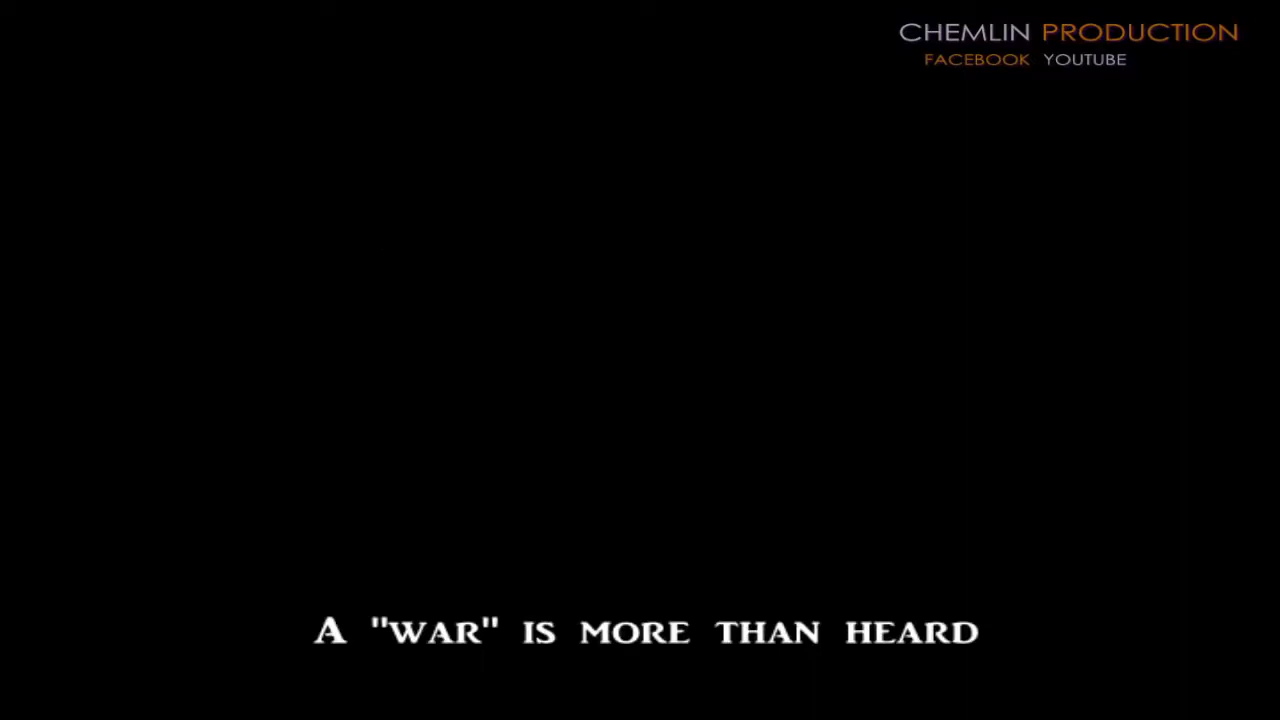 CHEMLIN PRODUCTION
FACEBOOK YOUTUBE
A "WAR" IS MORE THAN HEARD